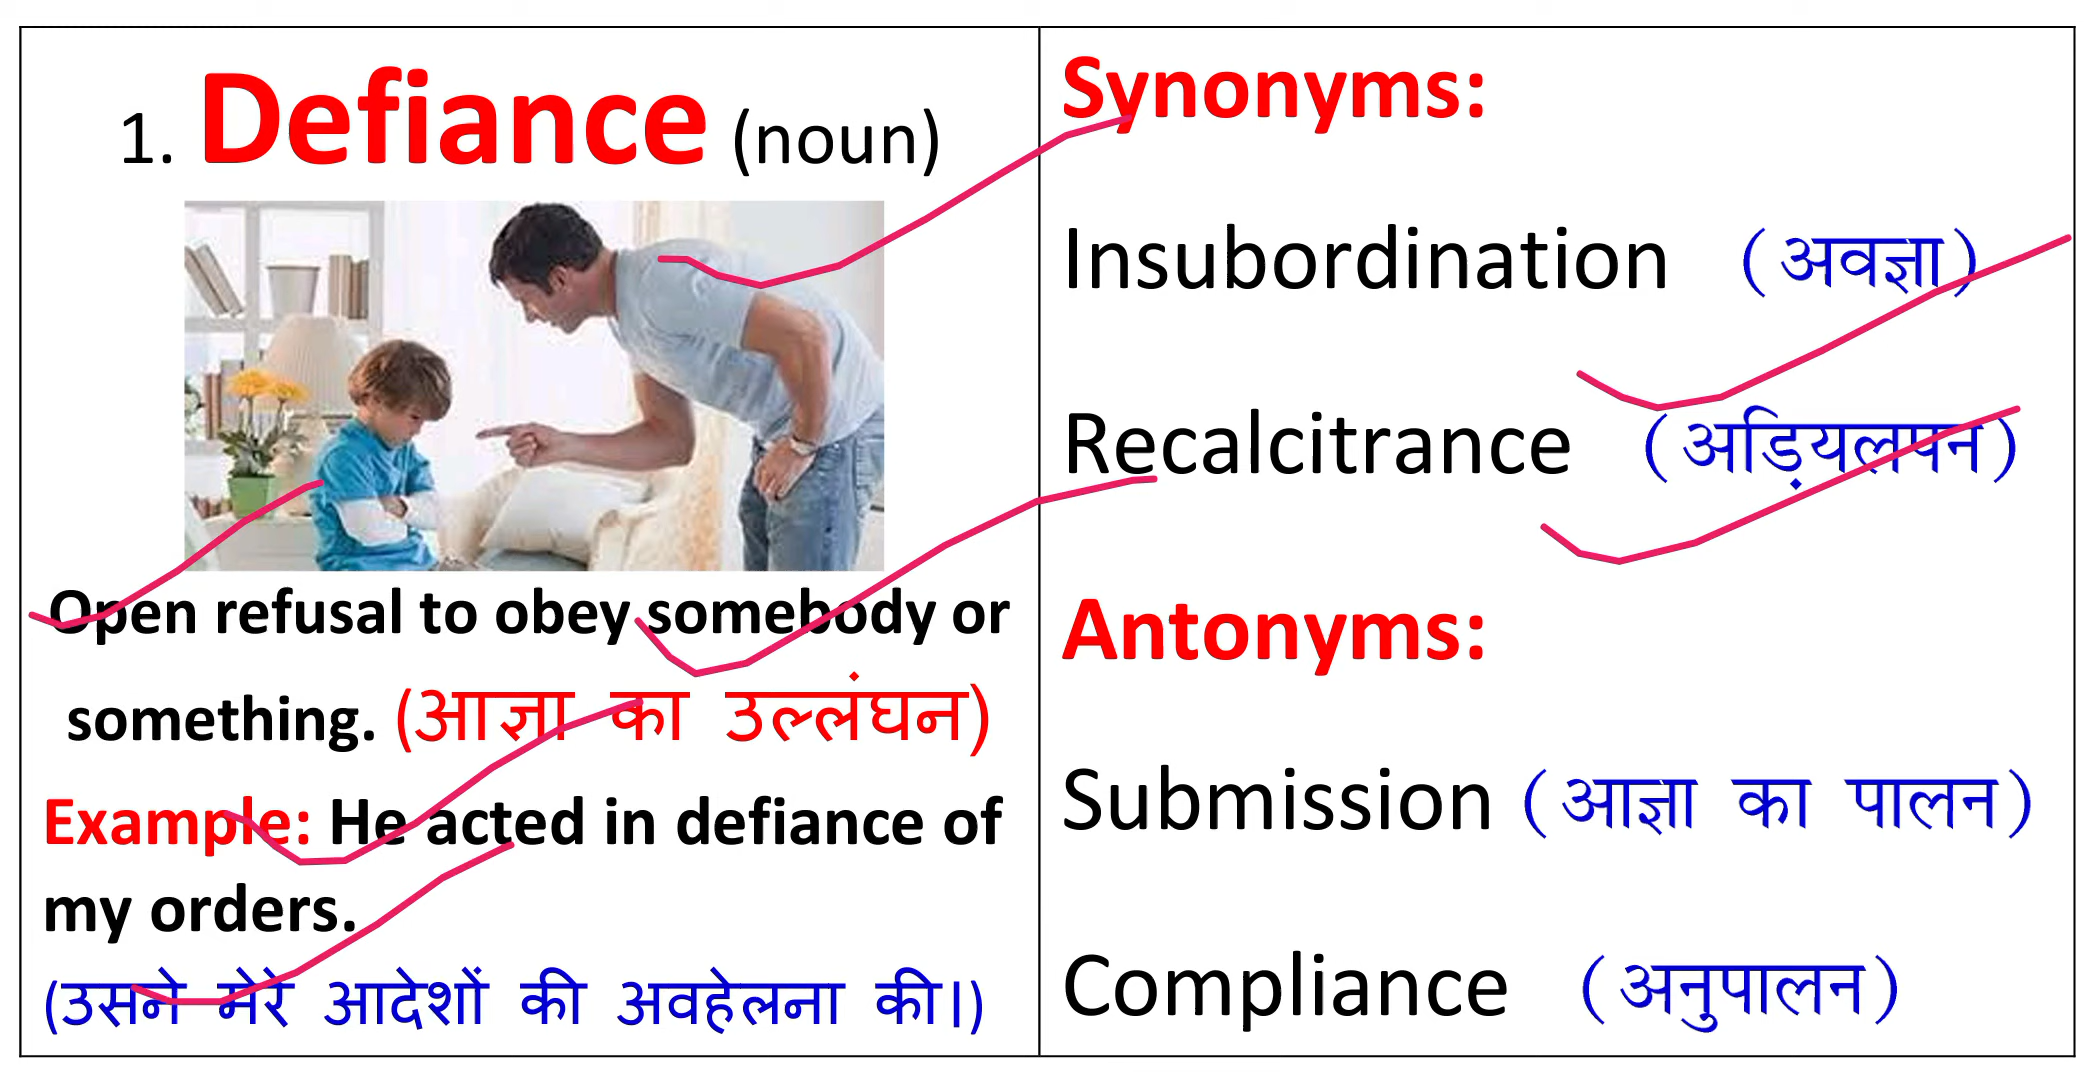 1. Defiance (noun)
Open refusal to obey somebody or
something. (आज्ञा का उल्लंघन)
Example: He acted in defiance of
my orders.
(उसने मेरे आदेशों की अवहेलना की।)
Synonyms:
Insubordination (अवज्ञा)
Recalcitrance (अड़ियलपन)
Antonyms:
Submission (आज्ञा का पालन)
Compliance (अनुपालन)